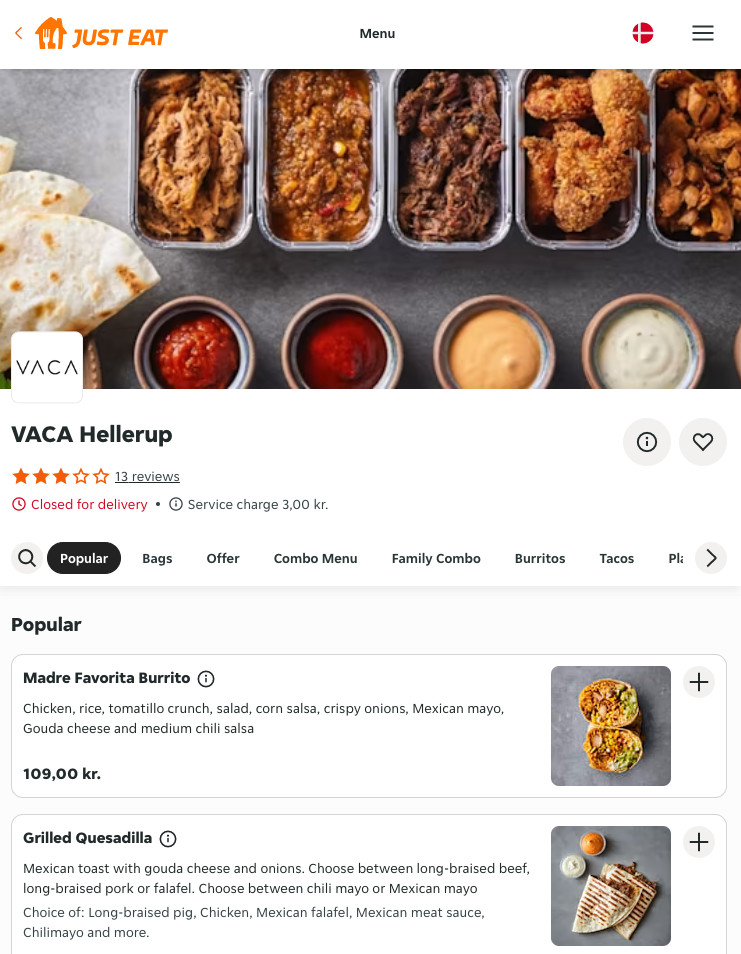 JUST EAT
Menu
VACA
VACA Hellerup
13 reviews
Closed for delivery • Service charge 3,00 kr.
Popular Bags Offer Combo Menu Family Combo Burritos Tacos
Popular
Madre Favorita Burrito
Chicken, rice, tomatillo crunch, salad, corn salsa, crispy onions, Mexican mayo,
Gouda cheese and medium chili salsa
109,00 kr.
Grilled Quesadilla
Mexican toast with gouda cheese and onions. Choose between long-braised beef,
long-braised pork or falafel. Choose between chili mayo or Mexican mayo
Choice of: Long-braised pig, Chicken, Mexican falafel, Mexican meat sauce,
Chilimayo and more.